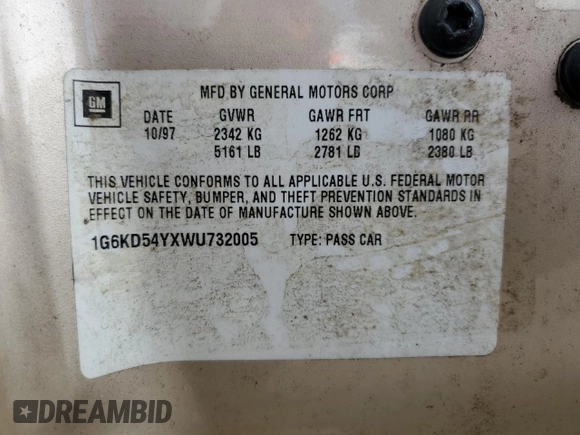 GM
MFD BY GENERAL MOTORS CORP
DATE GVWR GAWR FRT GAWR RR
10/97 2342 KG 1262 KG 1080 KG
5161 LB 2781 LB 2380 LB
THIS VEHICLE CONFORMS TO ALL APPLICABLE U.S. FEDERAL MOTOR
VEHICLE SAFETY, BUMPER, AND THEFT PREVENTION STANDARDS IN
EFFECT ON THE DATE OF MANUFACTURE SHOWN ABOVE.
1G6KD54YXWU732005 TYPE: PASS CAR
DREAMBID